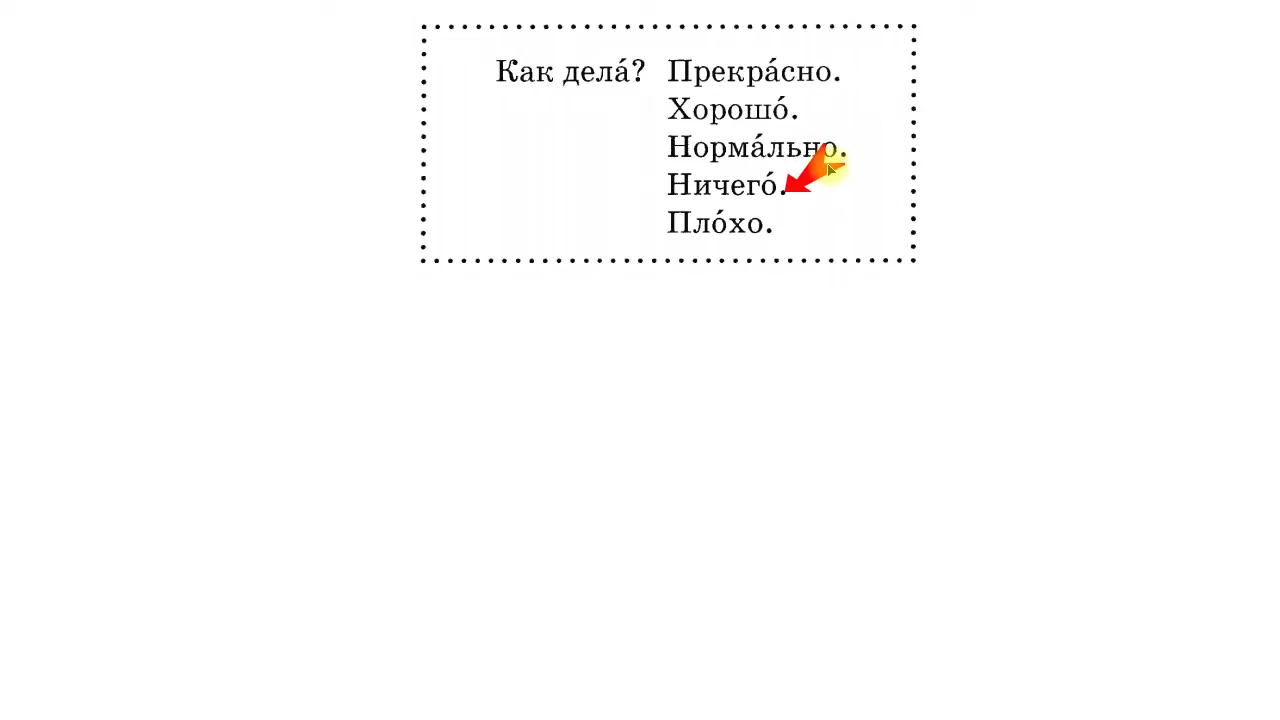 Как дела́? Прекра́сно.
Хорошо́.
Норма́льно.
Ничего́.
Пло́хо.